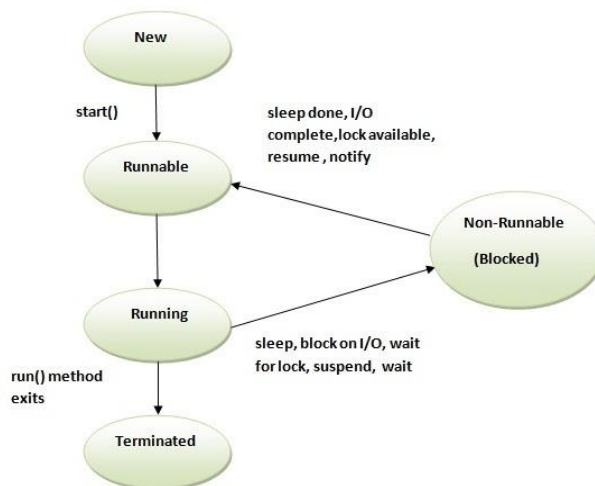 New
start()
sleep done, I/O
complete,lock available,
resume , notify
Runnable
Non-Runnable
(Blocked)
Running
sleep, block on I/O, wait
for lock, suspend, wait
run() method
exits
Terminated